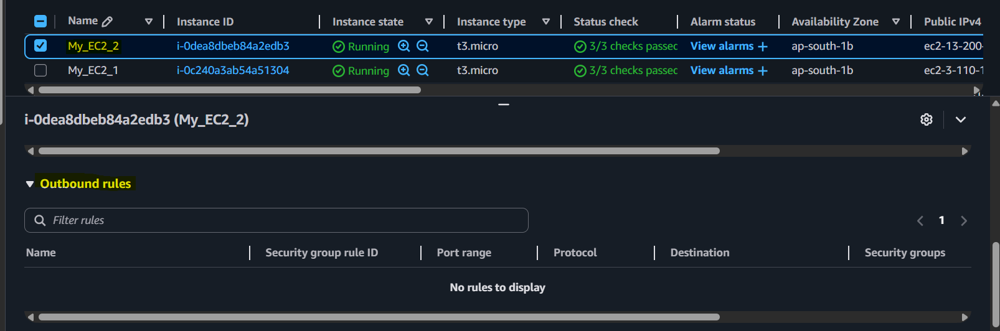 Name Instance ID Instance state Instance type Status check Alarm status Availability Zone Public IPv4
My_EC2_2 i-0dea8dbeb84a2edb3 Running t3.micro 3/3 checks passec View alarms + ap-south-1b ec2-13-200-
My_EC2_1 i-0c240a3ab54a51304 Running t3.micro 3/3 checks passec View alarms + ap-south-1b ec2-3-110-1
i-0dea8dbeb84a2edb3 (My_EC2_2)
Outbound rules
Filter rules
1
Name Security group rule ID Port range Protocol Destination Security groups
No rules to display